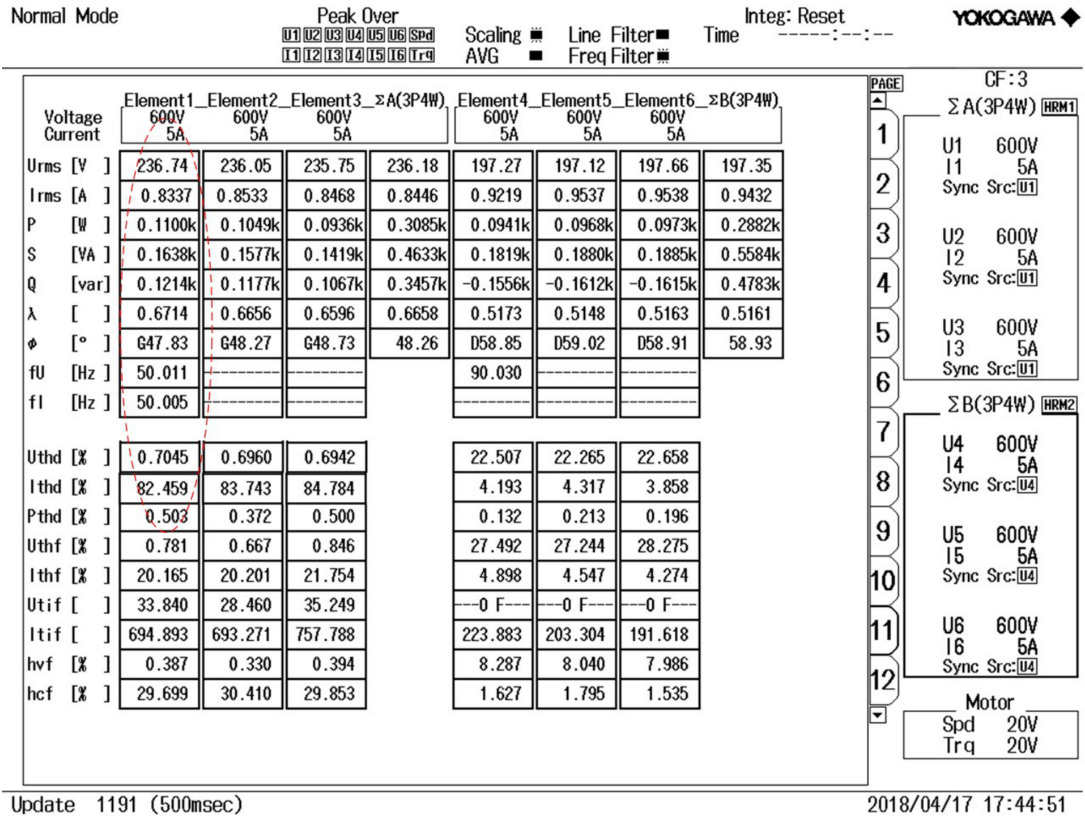 Normal Mode
Peak Over
U1 U2 U3 U4 U5 U6 Spd
I1 I2 I3 I4 I5 I6 Trq
Scaling
AVG
Line Filter
Freq Filter
Integ: Reset
Time -----:--:--
YOKOGAWA
Element1 Element2 Element3 ΣA(3P4W) Element4 Element5 Element6 ΣB(3P4W)
Voltage 600V 600V 600V 600V 600V 600V
Current 5A 5A 5A 5A 5A 5A
Urms [V ] 236.74 236.05 235.75 236.18 197.27 197.12 197.66 197.35
Irms [A ] 0.8337 0.8533 0.8468 0.8446 0.9219 0.9537 0.9538 0.9432
P [W ] 0.1100k 0.1049k 0.0936k 0.3085k 0.0941k 0.0968k 0.0973k 0.2882k
S [VA ] 0.1638k 0.1577k 0.1419k 0.4633k 0.1819k 0.1880k 0.1885k 0.5584k
Q [var] 0.1214k 0.1177k 0.1067k 0.3457k -0.1556k -0.1612k -0.1615k 0.4783k
λ [ ] 0.6714 0.6656 0.6596 0.6658 0.5173 0.5148 0.5163 0.5161
ϕ [° ] G47.83 G48.27 G48.73 48.26 D58.85 D59.02 D58.91 58.93
fU [Hz ] 50.011 ---------- ---------- 90.030 ---------- ----------
fI [Hz ] 50.005 ---------- ---------- ---------- ---------- ----------
Uthd [% ] 0.7045 0.6960 0.6942 22.507 22.265 22.658
Ithd [% ] 82.459 83.743 84.784 4.193 4.317 3.858
Pthd [% ] 0.503 0.372 0.500 0.132 0.213 0.196
Uthf [% ] 0.781 0.667 0.846 27.492 27.244 28.275
Ithf [% ] 20.165 20.201 21.754 4.898 4.547 4.274
Utif [ ] 33.840 28.460 35.249 ---O F--- ---O F--- ---O F---
Itif [ ] 694.893 693.271 757.788 223.883 203.304 191.618
hvf [% ] 0.387 0.330 0.394 8.287 8.040 7.986
hcf [% ] 29.699 30.410 29.853 1.627 1.795 1.535
PAGE
1
2
3
4
5
6
7
8
9
10
11
12
CF:3
ΣA(3P4W) HRM1
U1 600V
I1 5A
Sync Src:U1
U2 600V
I2 5A
Sync Src:U1
U3 600V
I3 5A
Sync Src:U1
ΣB(3P4W) HRM2
U4 600V
I4 5A
Sync Src:U4
U5 600V
I5 5A
Sync Src:U4
U6 600V
I6 5A
Sync Src:U4
Motor
Spd 20V
Trq 20V
Update 1191 (500msec)
2018/04/17 17:44:51